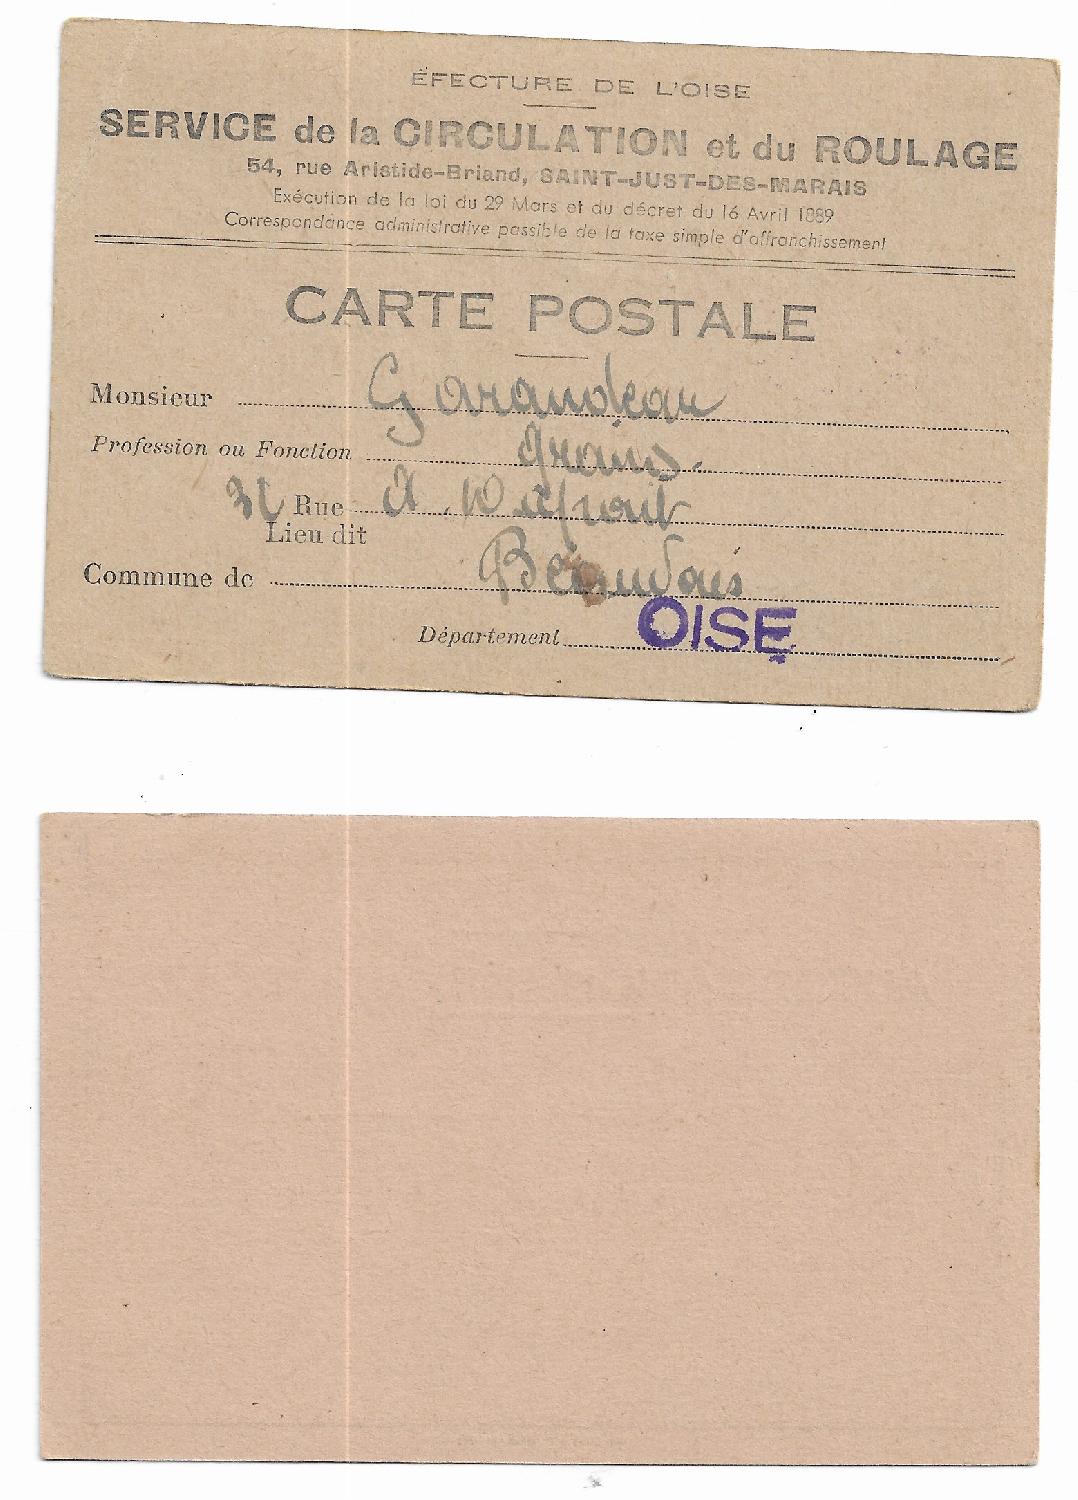 ÉFECTURE DE L'OISE
SERVICE de la CIRCULATION et du ROULAGE
54, rue Aristide-Briand, SAINT-JUST-DES-MARAIS
Exécution de la loi du 29 Mars et du décret du 16 Avril 1889
Correspondance administrative passible de la taxe simple d'affranchissement
CARTE POSTALE
Monsieur Garandeau
Profession ou Fonction grains.
Rue
Lieu dit
Commune de Beauvais
Département OISE